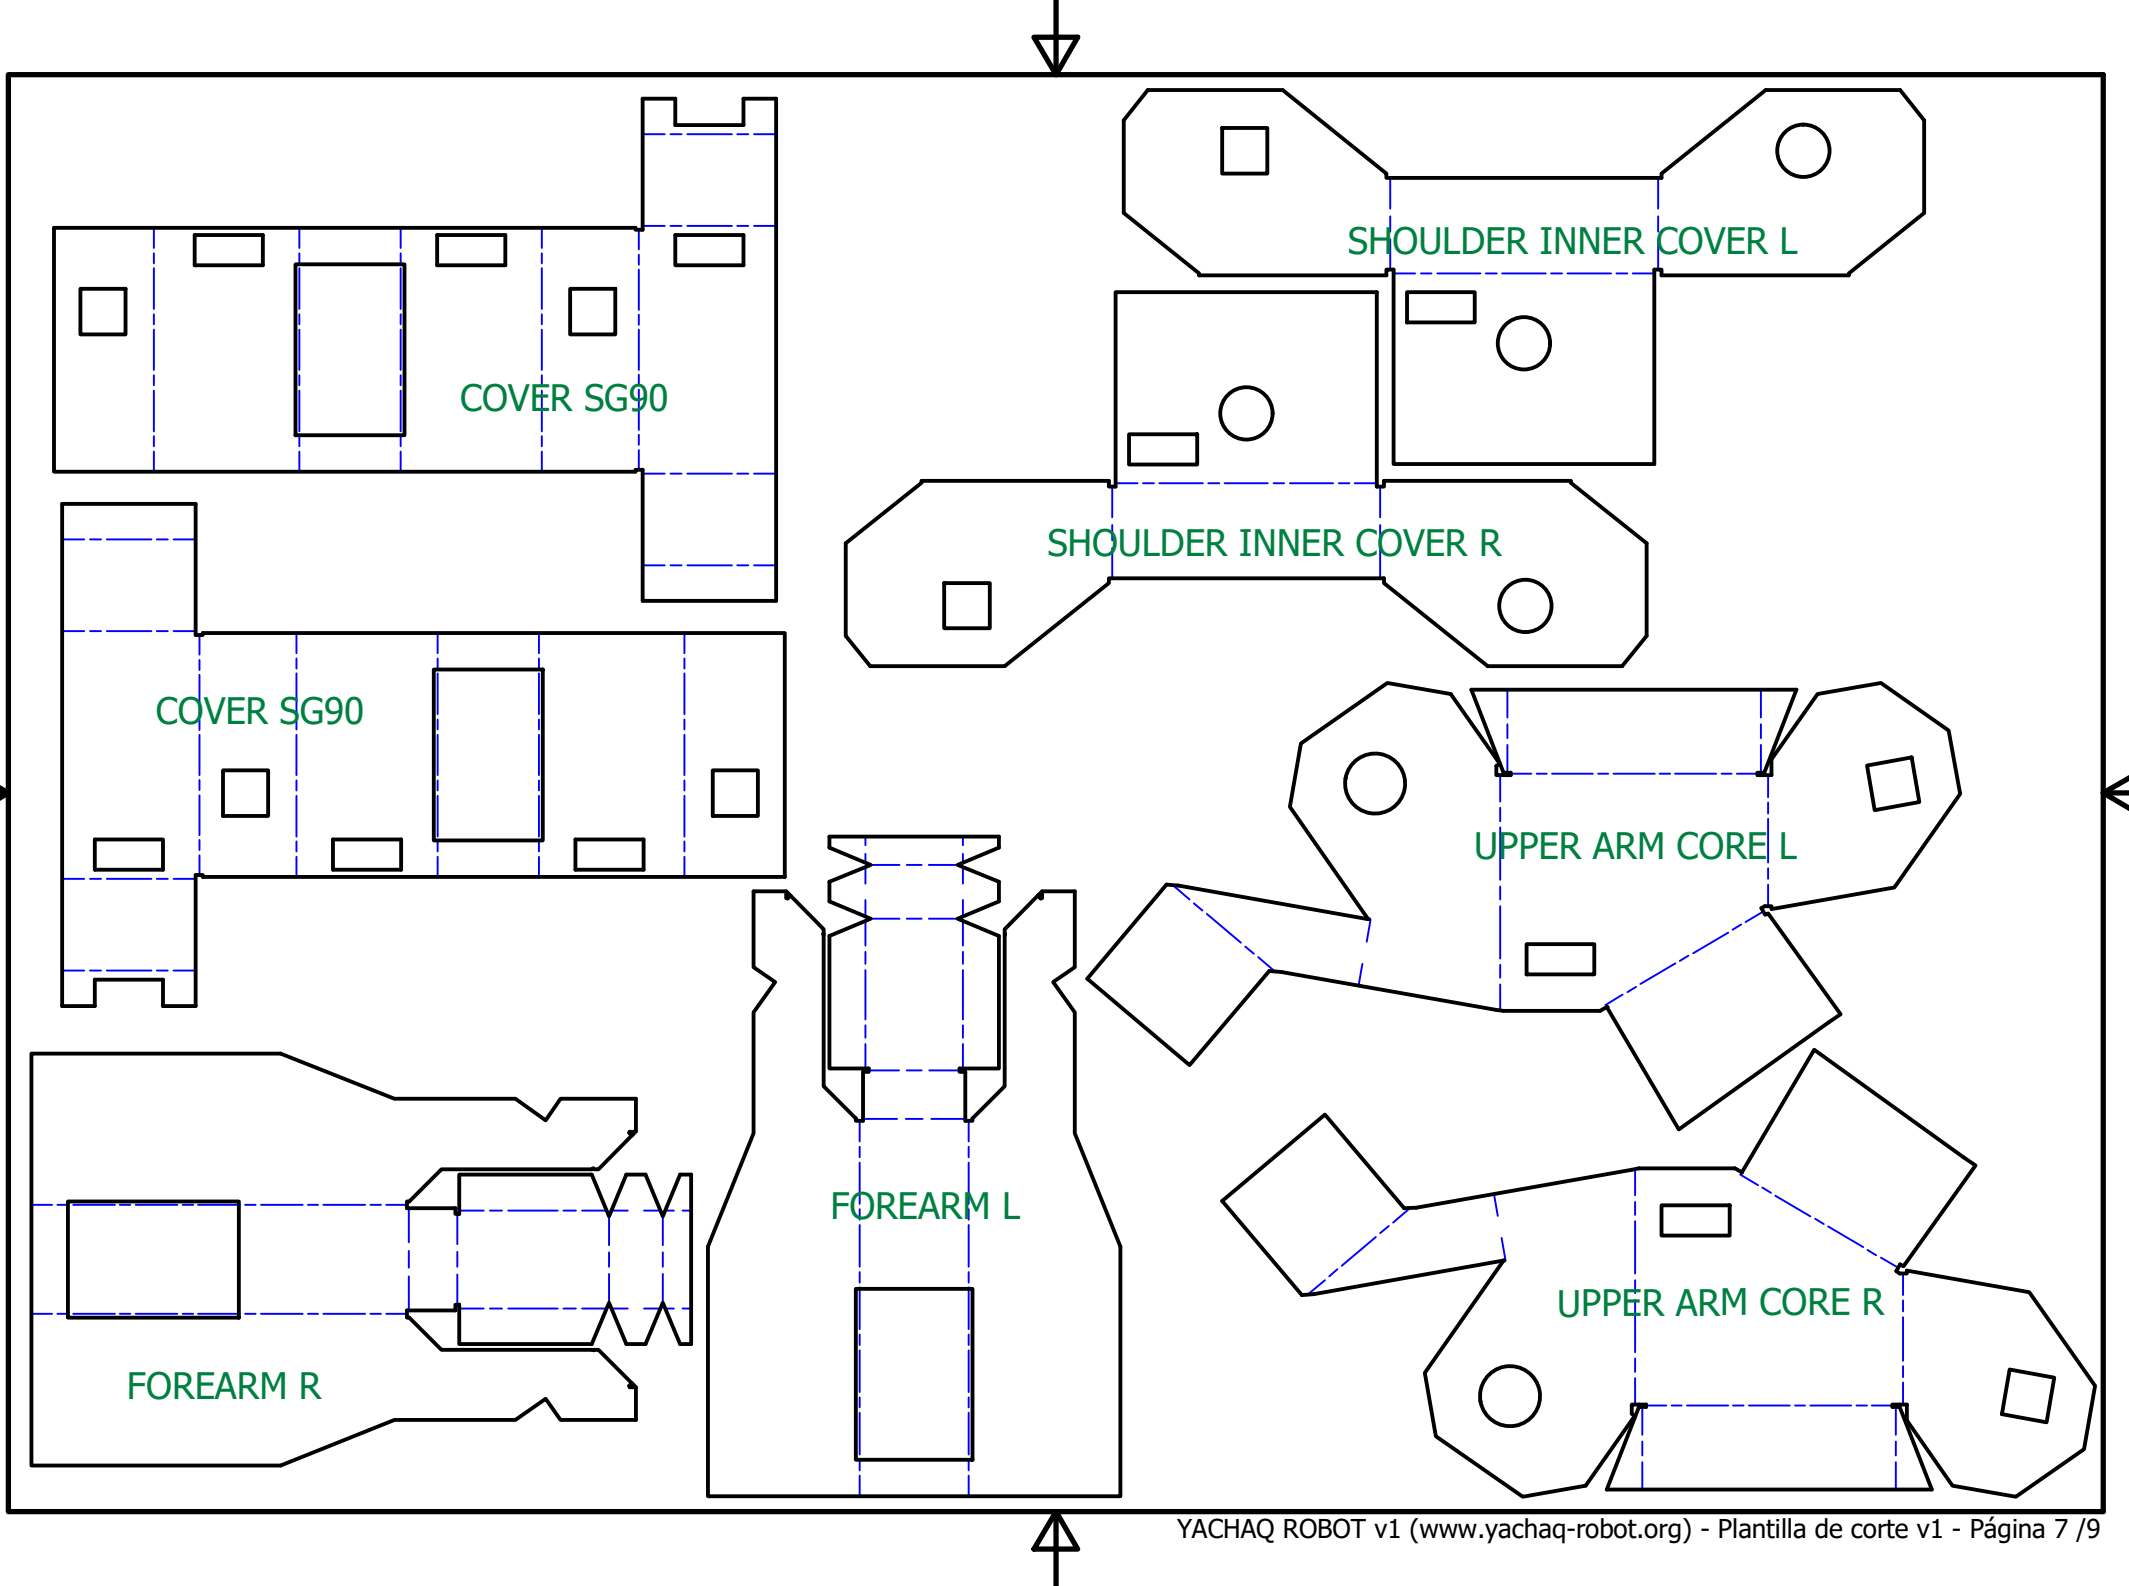 SHOULDER INNER COVER L
COVER SG90
SHOULDER INNER COVER R
COVER SG90
UPPER ARM CORE L
FOREARM L
UPPER ARM CORE R
FOREARM R
YACHAQ ROBOT v1 (www.yachaq-robot.org) - Plantilla de corte v1 - Página 7 /9